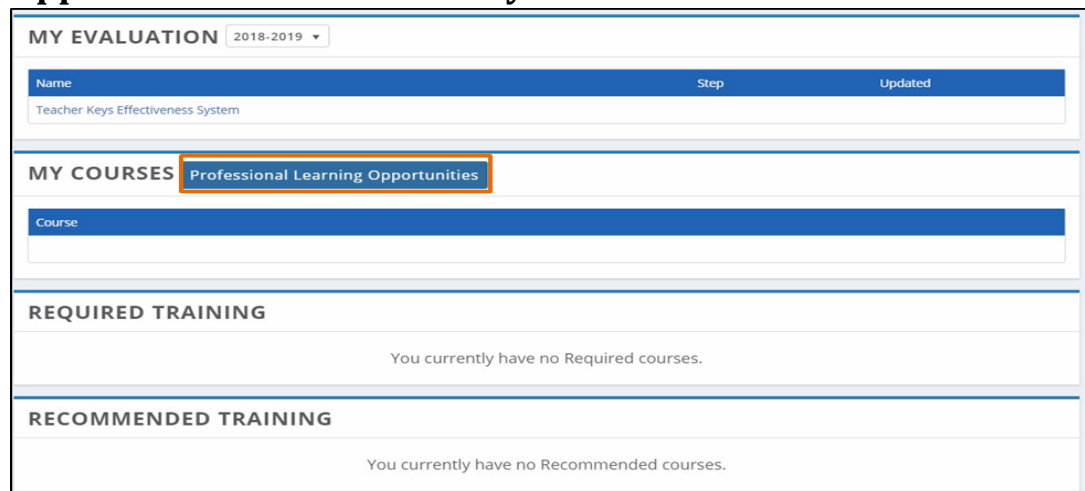 MY EVALUATION 2018-2019
Name Step Updated
Teacher Keys Effectiveness System
MY COURSES Professional Learning Opportunities
Course
REQUIRED TRAINING
You currently have no Required courses.
RECOMMENDED TRAINING
You currently have no Recommended courses.